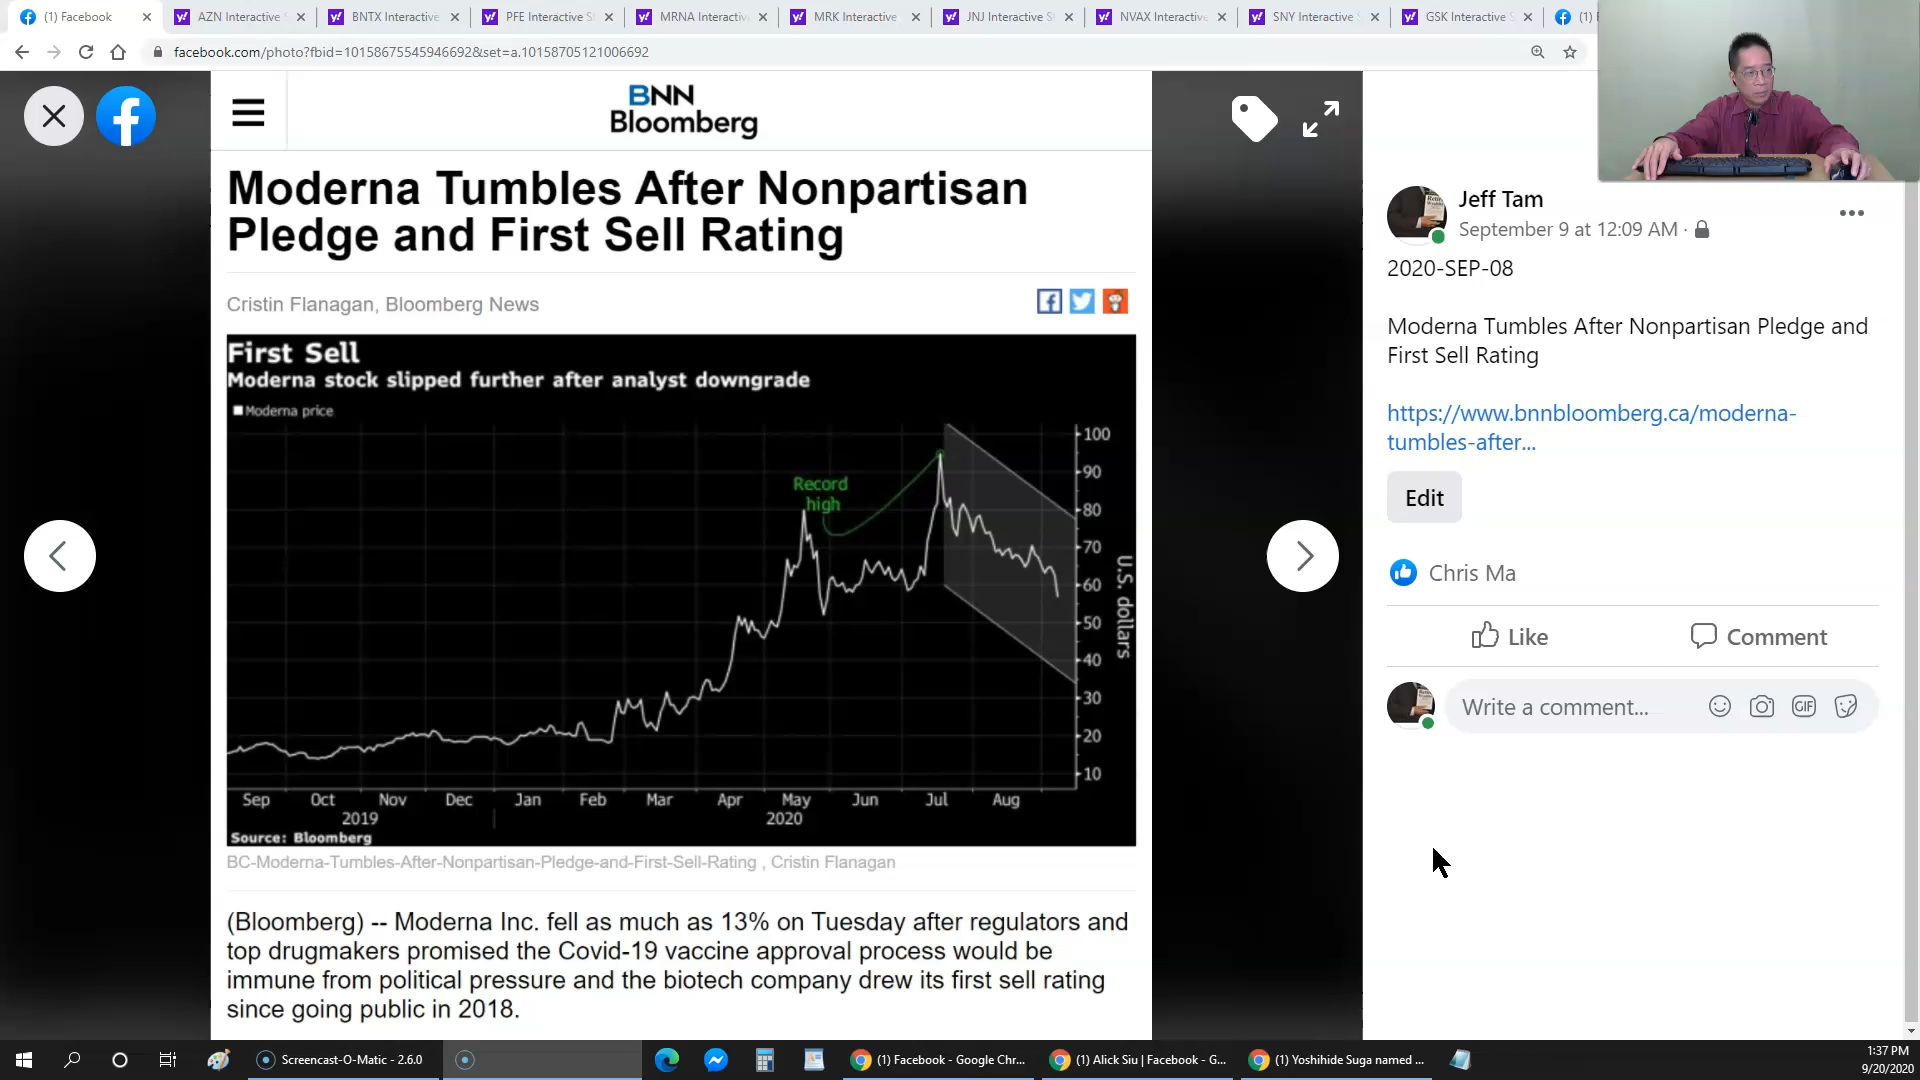 (1) Facebook
AZN Interactive S
BNTX Interactive
PFE Interactive St
MRNA Interactiv
MRK Interactive
JNJ Interactive S
NVAX Interactive
SNY Interactive S
GSK Interactive S
(1) F
facebook.com/photo?fbid=10158675545946692&set=a.10158705121006692
BNN
Bloomberg
Moderna Tumbles After Nonpartisan
Pledge and First Sell Rating
Cristin Flanagan, Bloomberg News
First Sell
Moderna stock slipped further after analyst downgrade
Moderna price
Record
high
100
90
80
70
60
50
40
30
20
10
U.S. dollars
Sep Oct Nov Dec Jan Feb Mar Apr May Jun Jul Aug
2019 2020
Source: Bloomberg
BC-Moderna-Tumbles-After-Nonpartisan-Pledge-and-First-Sell-Rating , Cristin Flanagan
(Bloomberg) -- Moderna Inc. fell as much as 13% on Tuesday after regulators and
top drugmakers promised the Covid-19 vaccine approval process would be
immune from political pressure and the biotech company drew its first sell rating
since going public in 2018.
Jeff Tam
September 9 at 12:09 AM ·
2020-SEP-08
Moderna Tumbles After Nonpartisan Pledge and
First Sell Rating
https://www.bnnbloomberg.ca/moderna-
tumbles-after...
Edit
Chris Ma
Like Comment
Write a comment...
GIF
Screencast-O-Matic - 2.6.0
(1) Facebook - Google Chr...
(1) Alick Siu | Facebook - G...
(1) Yoshihide Suga named ...
1:37 PM
9/20/2020